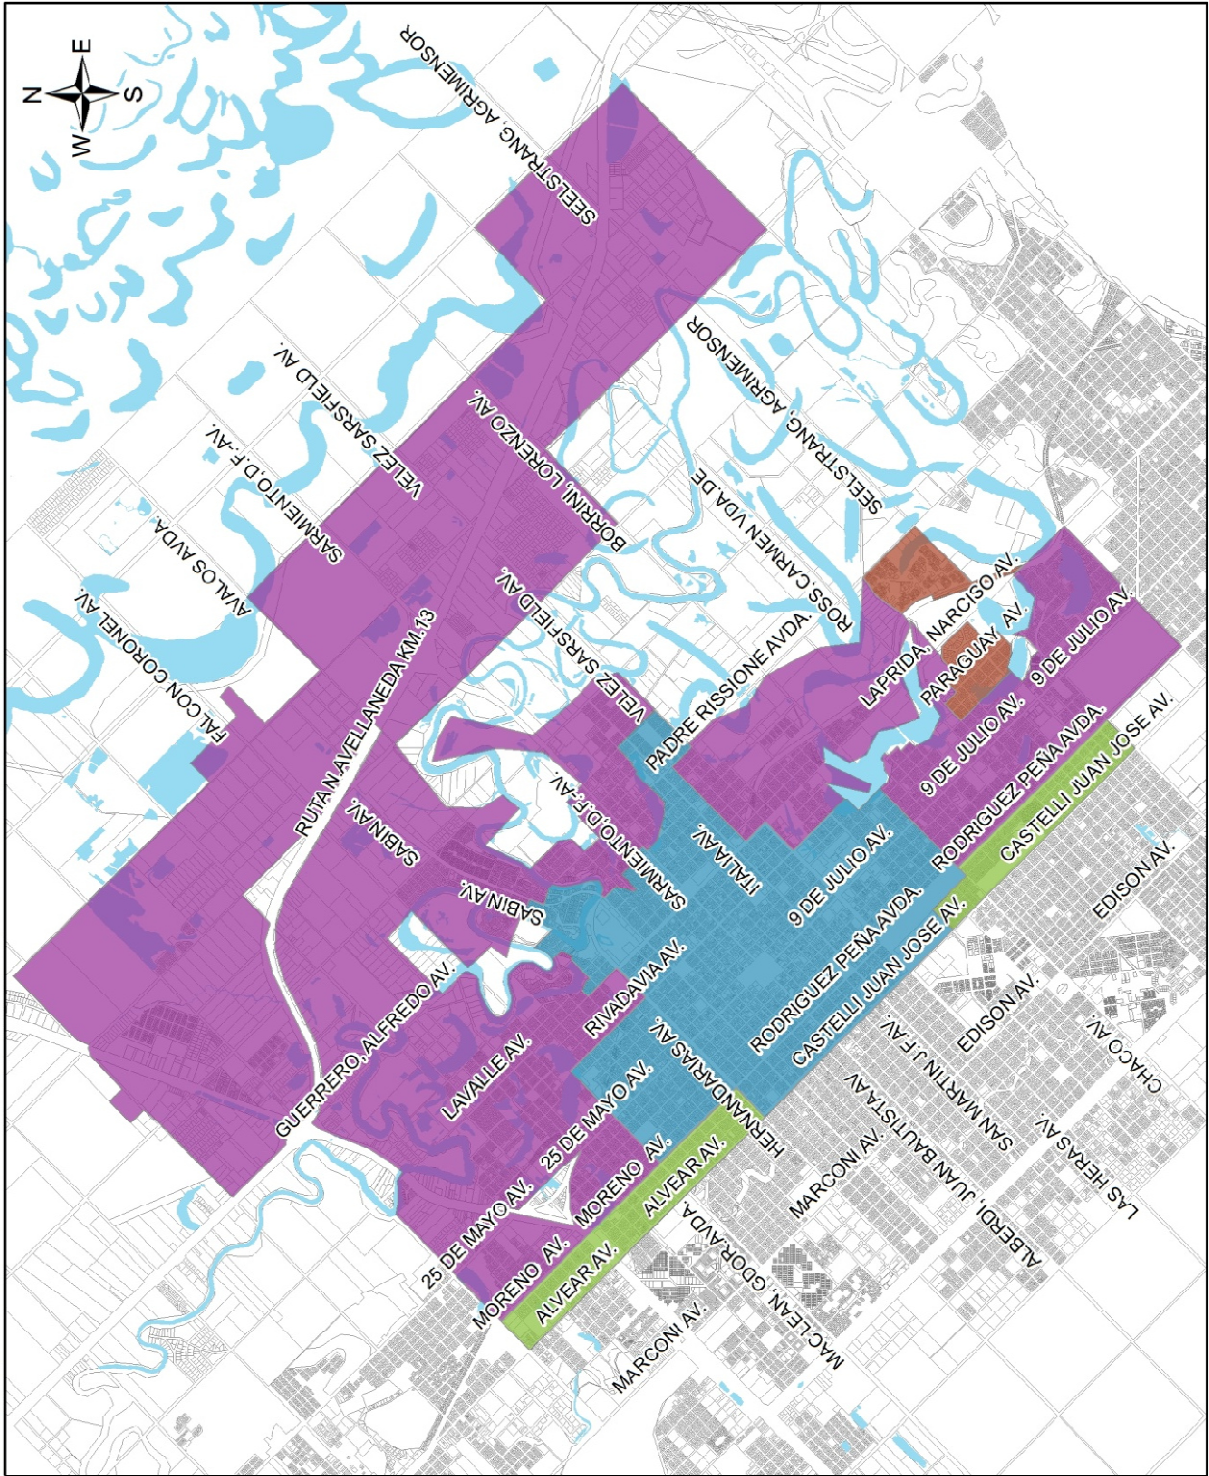 N
E
W
S
SEELSTRANG, AGRIMENSOR
VELEZ SARSFIELD AV.
SARMIENTO,D.F.-AV.
AVALOS AVDA.
FALCON CORONEL AV.
BORRINI, LORENZO AV.
RUTA N.AVELLANEDA KM.13
SEELSTRANG, AGRIMENSOR
ROSS.CARMEN VDA.DE
VELEZ SARSFIELD AV.
PADRE RISSIONE AVDA.
LAPRIDA, NARCISO AV.
PARAGUAY AV.
9 DE JULIO AV.
SABIN AV.
SABIN AV.
SARMIENTO,D.F.-AV.
ITALIA AV.
9 DE JULIO AV.
9 DE JULIO AV.
RODRIGUEZ PEÑA AVDA.
CASTELLI JUAN JOSE AV.
GUERRERO, ALFREDO AV.
RIVADAVIA AV.
LAVALLE AV.
HERNANDARIAS AV.
RODRIGUEZ PEÑA AVDA.
CASTELLI JUAN JOSE AV.
EDISON AV.
EDISON AV.
25 DE MAYO AV.
25 DE MAYO AV.
MORENO AV.
MORENO AV.
ALVEAR AV.
ALVEAR AV.
MARCONI AV.
MARCONI AV.
SAN MARTIN J F AV.
ALBERDI, JUAN BAUTISTA AV
CHACO AV.
LAS HERAS AV.
MAC LEAN, GDOR AVDA.